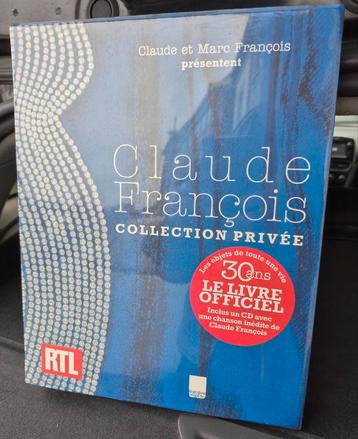 Claude et Marc François
présentent
Claude
François
COLLECTION PRIVÉE
Les objets de toute une vie
30 ans
LE LIVRE
OFFICIEL
Inclus un CD avec
une chanson inédite de
Claude François
RTL